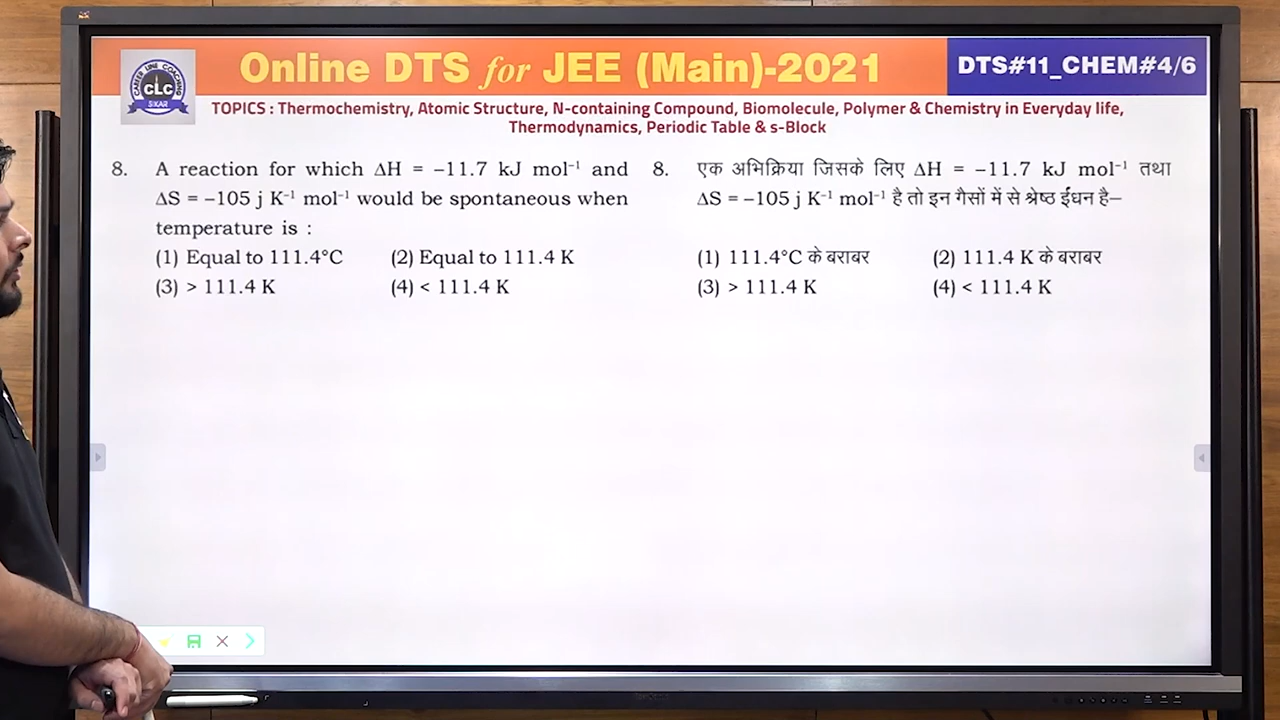 Online DTS for JEE (Main)-2021
DTS#11_CHEM#4/6
CAREER LINE COACHING
CLC
SIKAR
TOPICS : Thermochemistry, Atomic Structure, N-containing Compound, Biomolecule, Polymer & Chemistry in Everyday life,
Thermodynamics, Periodic Table & s-Block
8. A reaction for which ΔH = –11.7 kJ mol⁻¹ and
ΔS = –105 j K⁻¹ mol⁻¹ would be spontaneous when
temperature is :
(1) Equal to 111.4°C (2) Equal to 111.4 K
(3) > 111.4 K (4) < 111.4 K
8. एक अभिक्रिया जिसके लिए ΔH = –11.7 kJ mol⁻¹ तथा
ΔS = –105 j K⁻¹ mol⁻¹ है तो इन गैसों में से श्रेष्ठ ईंधन है–
(1) 111.4°C के बराबर (2) 111.4 K के बराबर
(3) > 111.4 K (4) < 111.4 K